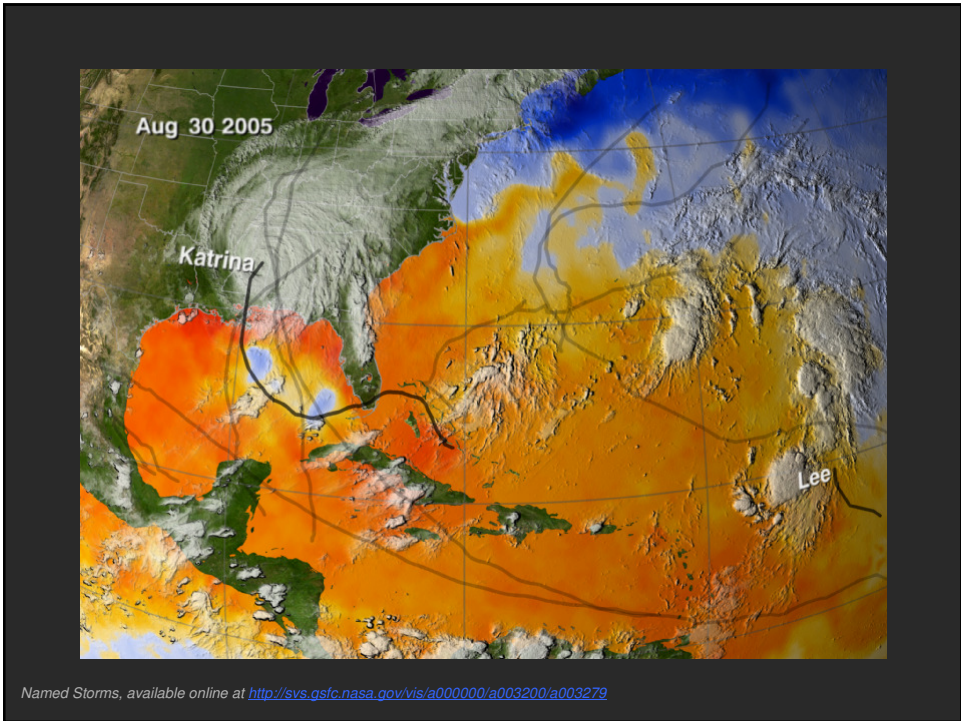 Aug 30 2005
Katrina
Lee
Named Storms, available online at http://svs.gsfc.nasa.gov/vis/a000000/a003200/a003279